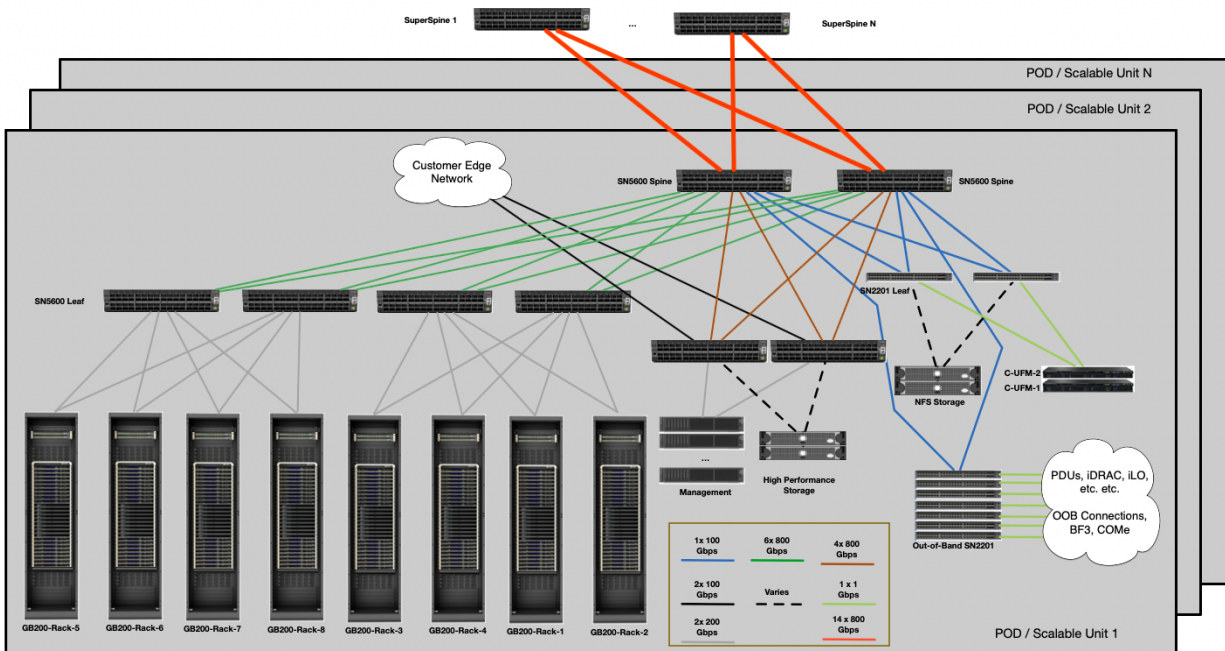 SuperSpine 1
...
SuperSpine N
POD / Scalable Unit N
POD / Scalable Unit 2
Customer Edge
Network
SN5600 Spine
SN5600 Spine
SN5600 Leaf
SN2201 Leaf
C-UFM-2
C-UFM-1
NFS Storage
...
Management
High Performance
Storage
PDUs, iDRAC, iLO,
etc. etc.
OOB Connections,
BF3, COMe
Out-of-Band SN2201
1x 100
Gbps
6x 800
Gbps
4x 800
Gbps
2x 100
Gbps
Varies
1 x 1
Gbps
2x 200
Gbps
14 x 800
Gbps
GB200-Rack-5
GB200-Rack-6
GB200-Rack-7
GB200-Rack-8
GB200-Rack-3
GB200-Rack-4
GB200-Rack-1
GB200-Rack-2
POD / Scalable Unit 1